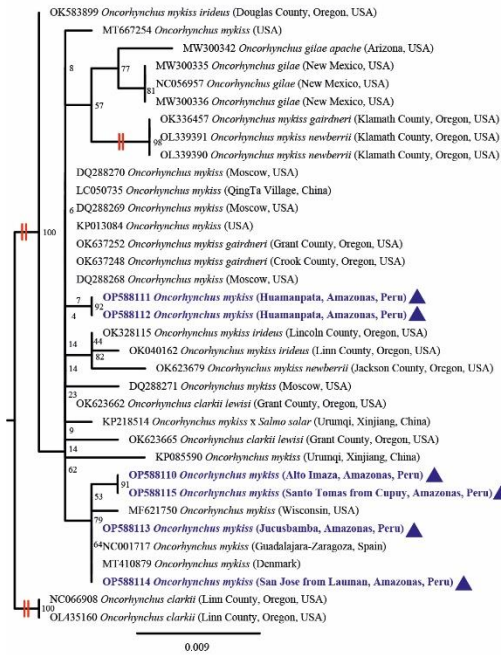 OK583899 Oncorhynchus mykiss irideus (Douglas County, Oregon, USA)
MT667254 Oncorhynchus mykiss (USA)
8
MW300342 Oncorhynchus gilae apache (Arizona, USA)
77
MW300335 Oncorhynchus gilae (New Mexico, USA)
NC056957 Oncorhynchus gilae (New Mexico, USA)
81
MW300336 Oncorhynchus gilae (New Mexico, USA)
57
OK336457 Oncorhynchus mykiss gairdneri (Klamath County, Oregon, USA)
OL339391 Oncorhynchus mykiss newberrii (Klamath County, Oregon, USA)
98
OL339390 Oncorhynchus mykiss newberrii (Klamath County, Oregon, USA)
DQ288270 Oncorhynchus mykiss (Moscow, USA)
LC050735 Oncorhynchus mykiss (QingTa Village, China)
6
DQ288269 Oncorhynchus mykiss (Moscow, USA)
KP013084 Oncorhynchus mykiss (USA)
100
OK637252 Oncorhynchus mykiss gairdneri (Grant County, Oregon, USA)
OK637248 Oncorhynchus mykiss gairdneri (Crook County, Oregon, USA)
DQ288268 Oncorhynchus mykiss (Moscow, USA)
7
OP588111 Oncorhynchus mykiss (Huamanpata, Amazonas, Peru)
92
4
OP588112 Oncorhynchus mykiss (Huamanpata, Amazonas, Peru)
OK328115 Oncorhynchus mykiss irideus (Lincoln County, Oregon, USA)
14
44
OK040162 Oncorhynchus mykiss irideus (Linn County, Oregon, USA)
82
14
OK623679 Oncorhynchus mykiss newberrii (Jackson County, Oregon, USA)
DQ288271 Oncorhynchus mykiss (Moscow, USA)
23
OK623662 Oncorhynchus clarkii lewisi (Grant County, Oregon, USA)
KP218514 Oncorhynchus mykiss x Salmo salar (Urumqi, Xinjiang, China)
9
OK623665 Oncorhynchus clarkii lewisi (Grant County, Oregon, USA)
14
KP085590 Oncorhynchus mykiss (Urumqi, Xinjiang, China)
62
OP588110 Oncorhynchus mykiss (Alto Imaza, Amazonas, Peru)
91
53
OP588115 Oncorhynchus mykiss (Santo Tomas from Cupuy, Amazonas, Peru)
MF621750 Oncorhynchus mykiss (Wisconsin, USA)
79
OP588113 Oncorhynchus mykiss (Jucusbamba, Amazonas, Peru)
64
NC001717 Oncorhynchus mykiss (Guadalajara-Zaragoza, Spain)
MT410879 Oncorhynchus mykiss (Denmark)
OP588114 Oncorhynchus mykiss (San Jose from Launan, Amazonas, Peru)
NC066908 Oncorhynchus clarkii (Linn County, Oregon, USA)
100
OL435160 Oncorhynchus clarkii (Linn County, Oregon, USA)
0.009